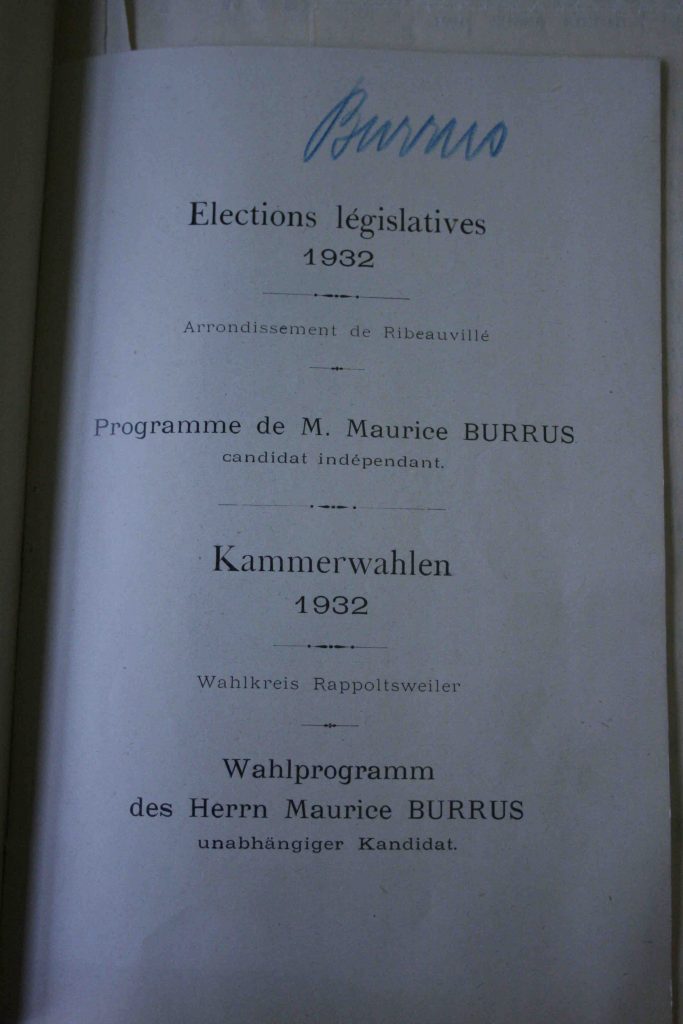 Burrus
Elections législatives
1932
Arrondissement de Ribeauvillé
Programme de M. Maurice BURRUS
candidat indépendant.
Kammerwahlen
1932
Wahlkreis Rappoltsweiler
Wahlprogramm
des Herrn Maurice BURRUS
unabhängiger Kandidat.